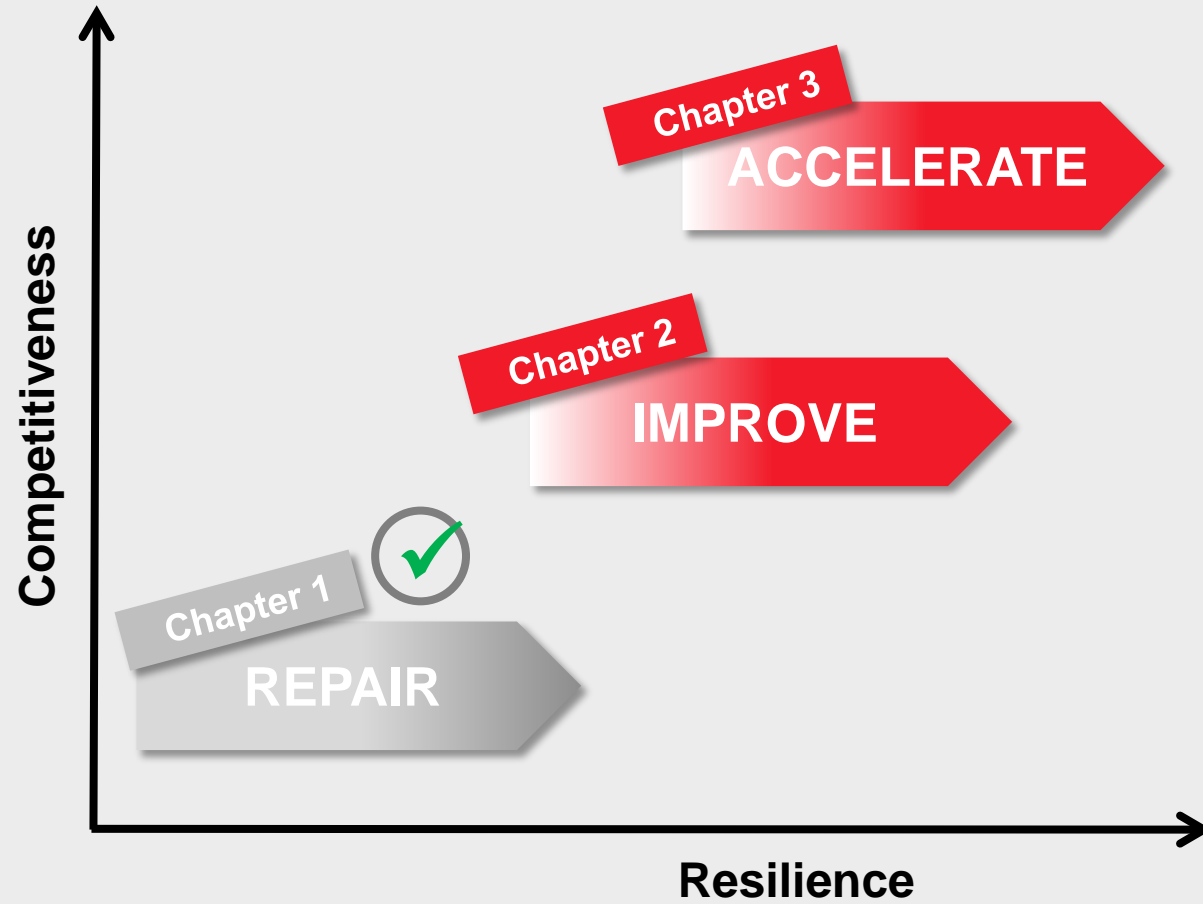 Competitiveness
Chapter 3
ACCELERATE
Chapter 2
IMPROVE
Chapter 1
REPAIR
Resilience